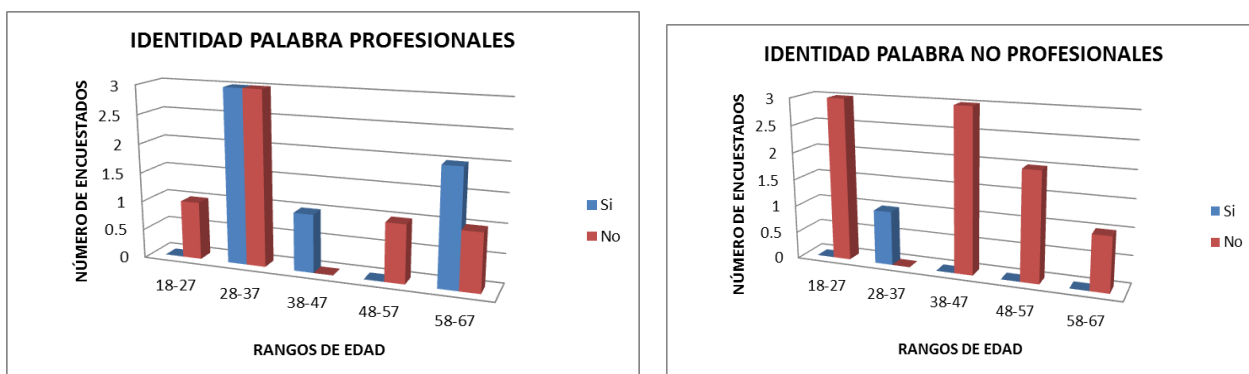 IDENTIDAD PALABRA PROFESIONALES
NÚMERO DE ENCUESTADOS
3
2.5
2
1.5
1
0.5
0
18-27
28-37
38-47
48-57
58-67
RANGOS DE EDAD
Si
No
IDENTIDAD PALABRA NO PROFESIONALES
NÚMERO DE ENCUESTADOS
3
2.5
2
1.5
1
0.5
0
18-27
28-37
38-47
48-57
58-67
RANGOS DE EDAD
Si
No